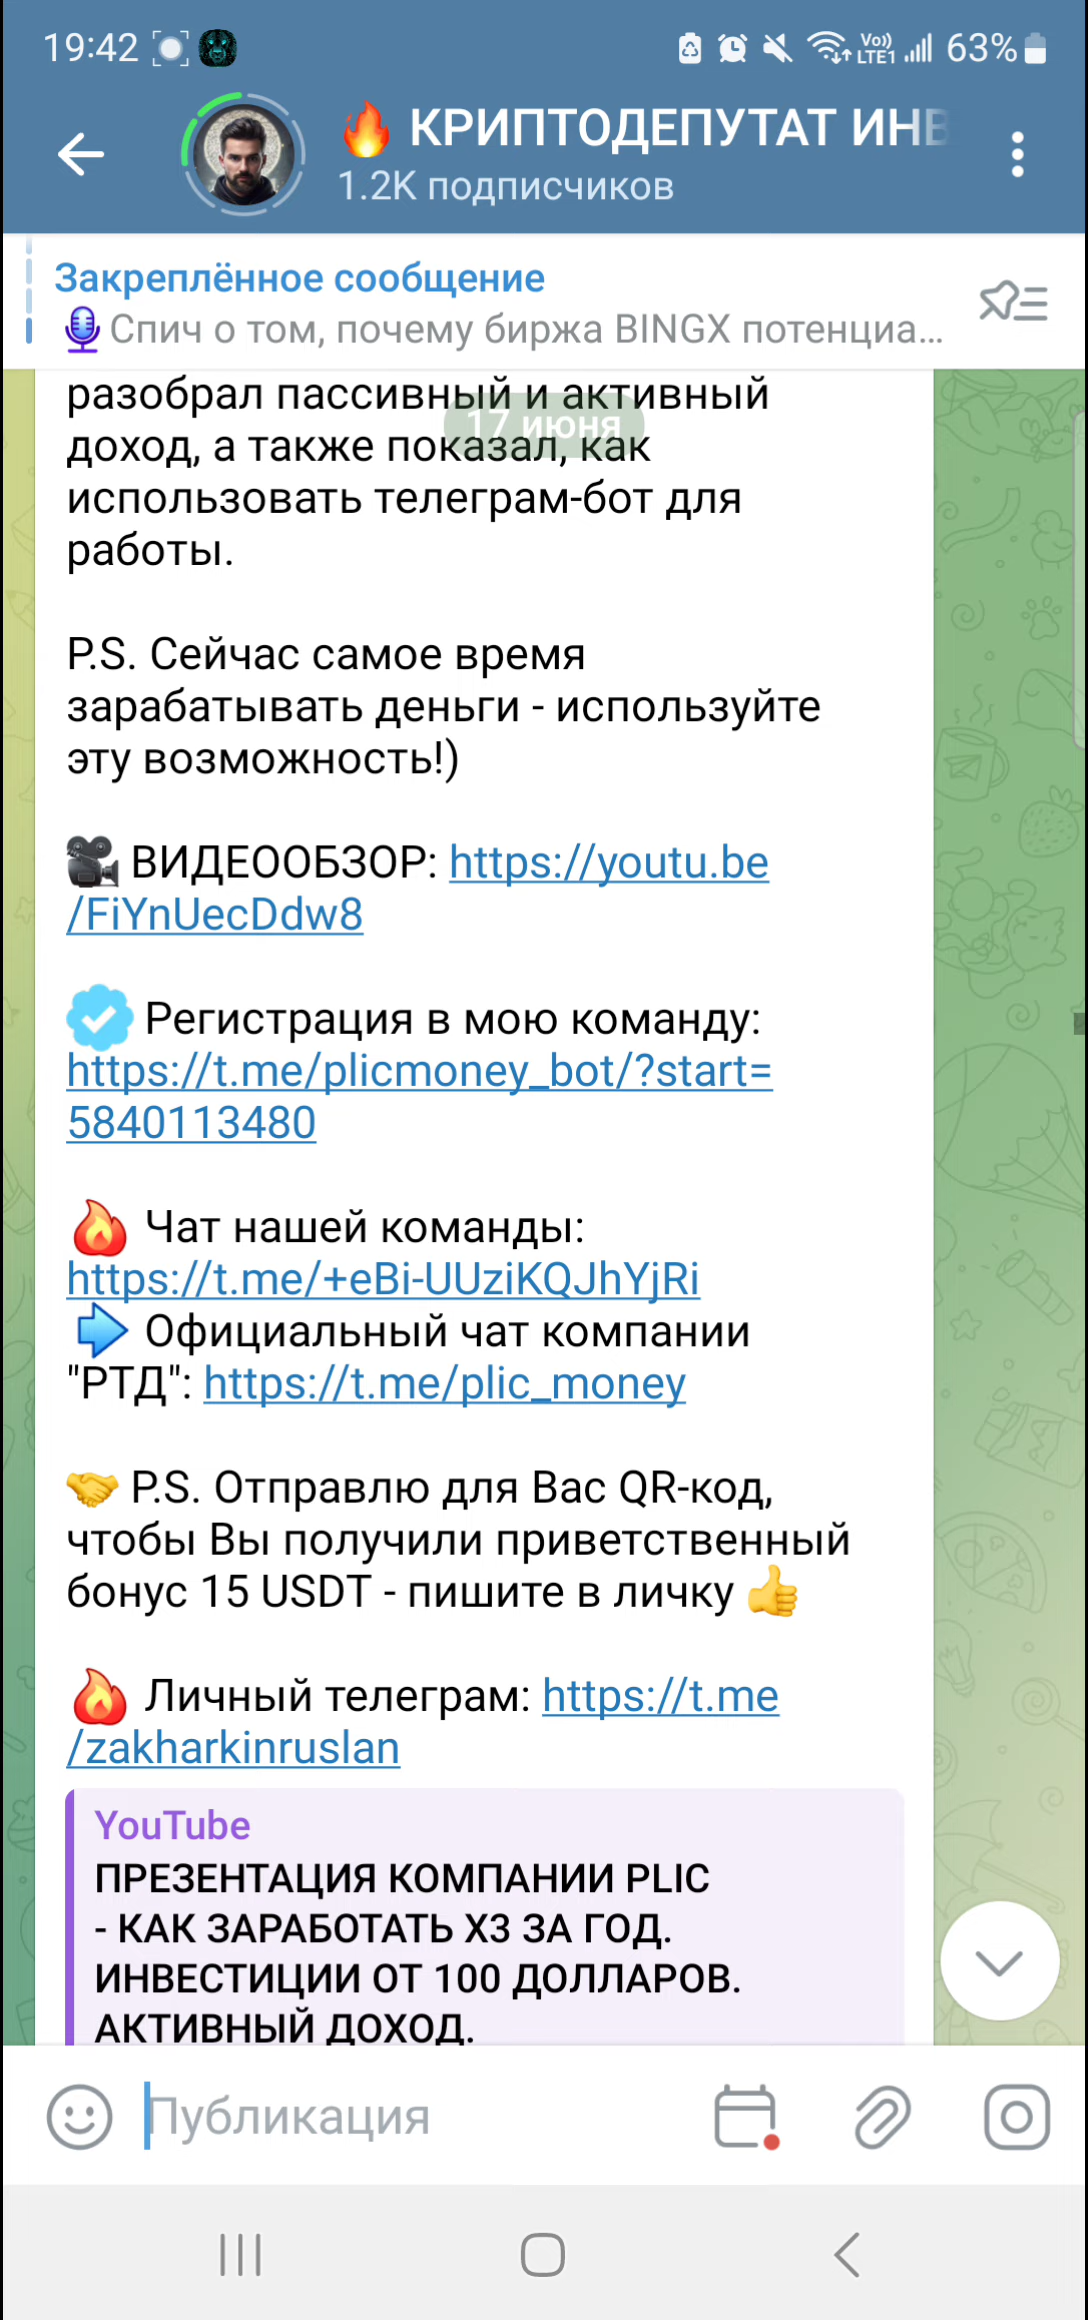 19:42
Vo))
LTE1
63%
🔥 КРИПТОДЕПУТАТ ИНВ
1.2K подписчиков
Закреплённое сообщение
🎙Спич о том, почему биржа BINGX потенциа...
разобрал пассивный и активный
17 июня
доход, а также показал, как
использовать телеграм-бот для
работы.
P.S. Сейчас самое время
зарабатывать деньги - используйте
эту возможность!)
🎥 ВИДЕООБЗОР: https://youtu.be
/FiYnUecDdw8
Регистрация в мою команду:
https://t.me/plicmoney_bot/?start=
5840113480
🔥 Чат нашей команды:
https://t.me/+eBi-UUziKQJhYjRi
➡ Официальный чат компании
"РТД": https://t.me/plic_money
🤝 P.S. Отправлю для Вас QR-код,
чтобы Вы получили приветственный
бонус 15 USDT - пишите в личку 👍
🔥 Личный телеграм: https://t.me
/zakharkinruslan
YouTube
ПРЕЗЕНТАЦИЯ КОМПАНИИ PLIC
- КАК ЗАРАБОТАТЬ Х3 ЗА ГОД.
ИНВЕСТИЦИИ ОТ 100 ДОЛЛАРОВ.
АКТИВНЫЙ ДОХОД.
Публикация